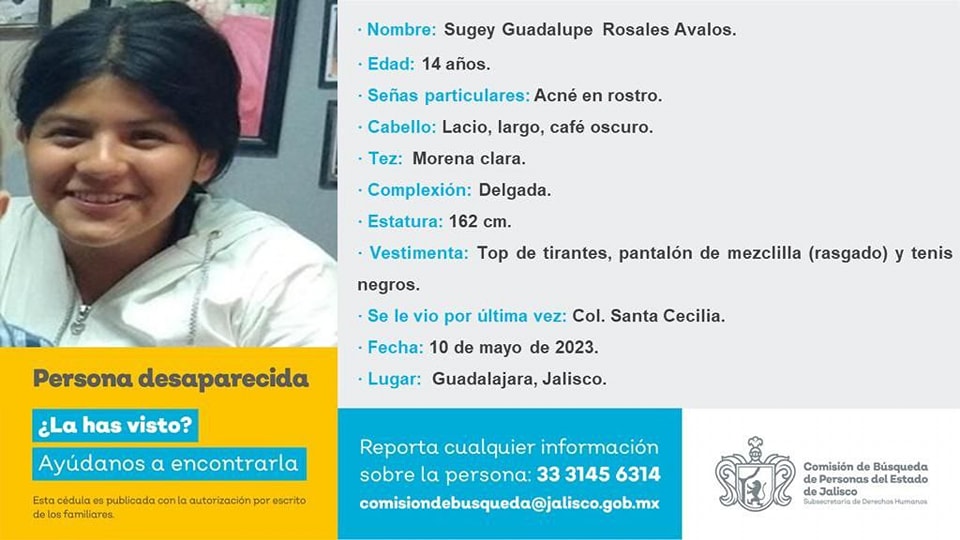 · Nombre: Sugey Guadalupe Rosales Avalos.
· Edad: 14 años.
· Señas particulares: Acné en rostro.
· Cabello: Lacio, largo, café oscuro.
· Tez: Morena clara.
· Complexión: Delgada.
· Estatura: 162 cm.
· Vestimenta: Top de tirantes, pantalón de mezclilla (rasgado) y tenis
negros.
· Se le vio por última vez: Col. Santa Cecilia.
· Fecha: 10 de mayo de 2023.
· Lugar: Guadalajara, Jalisco.
Persona desaparecida
¿La has visto?
Ayúdanos a encontrarla
Esta cédula es publicada con la autorización por escrito
de los familiares.
Reporta cualquier información
sobre la persona: 33 3145 6314
comisiondebusqueda@jalisco.gob.mx
Comisión de Búsqueda
de Personas del Estado
de Jalisco
Subsecretaría de Derechos Humanos